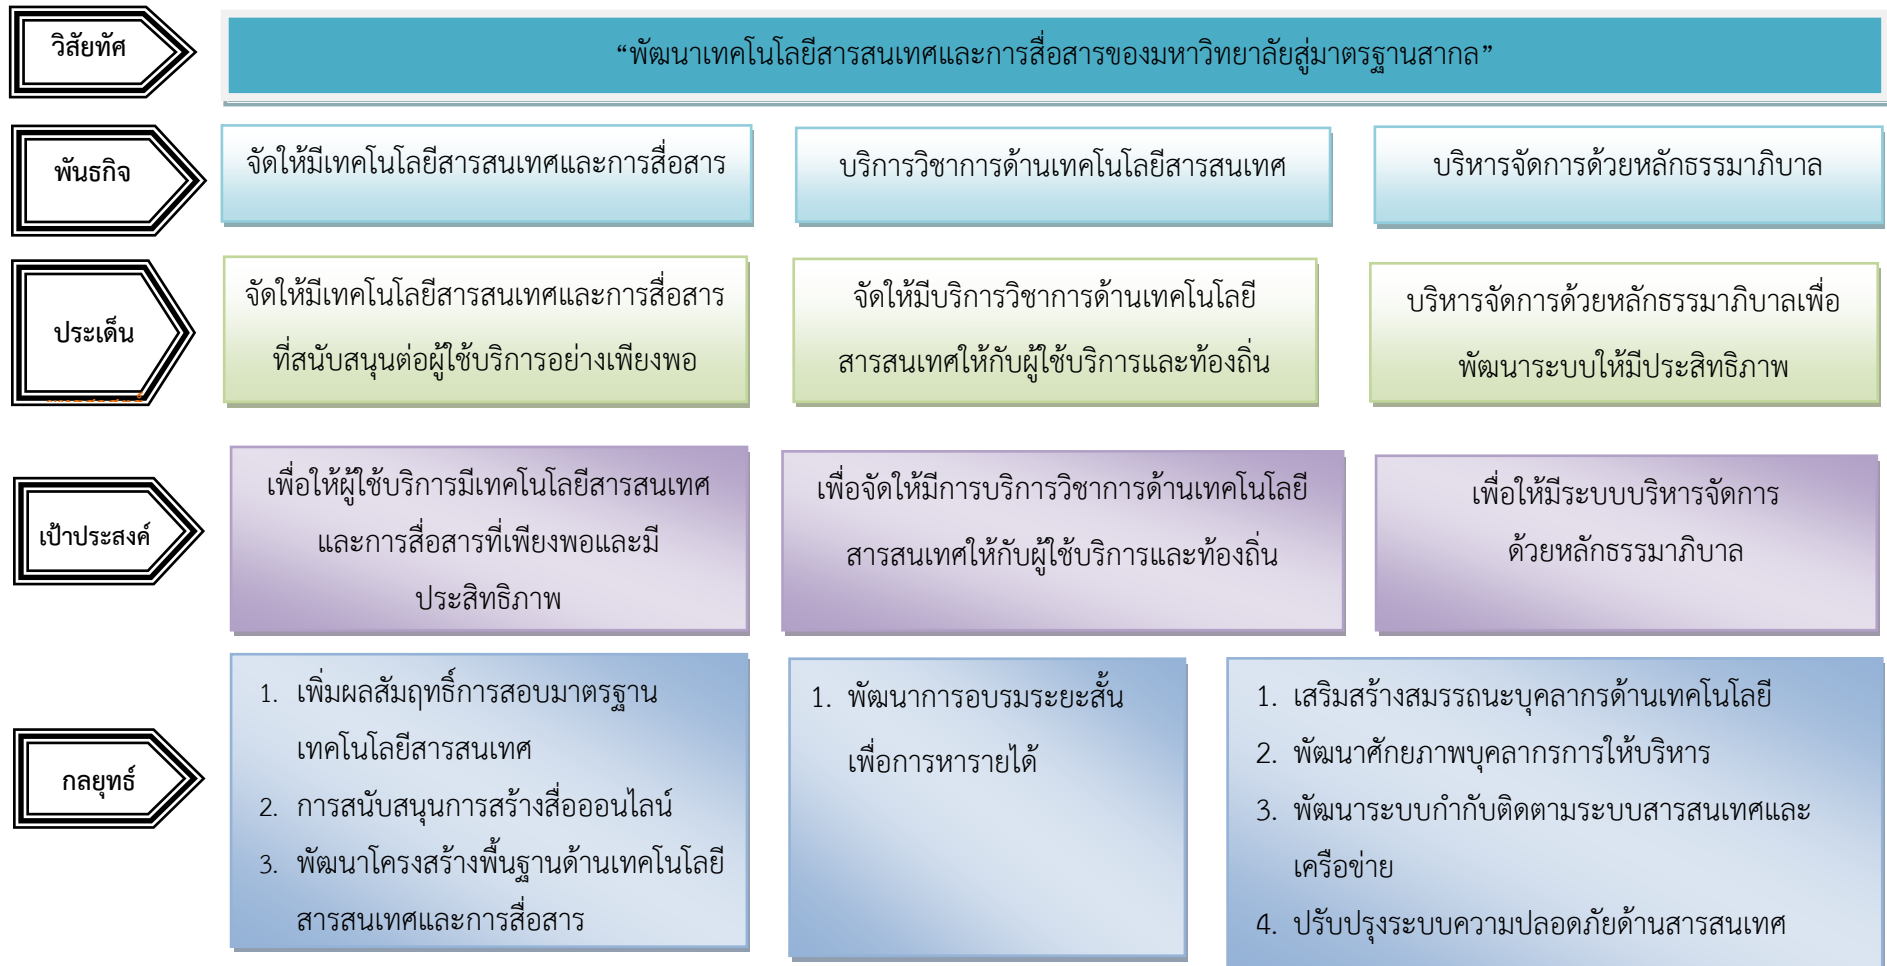 วิสัยทัศ
“พัฒนาเทคโนโลยีสารสนเทศและการสื่อสารของมหาวิทยาลัยสู่มาตรฐานสากล”
พันธกิจ
จัดให้มีเทคโนโลยีสารสนเทศและการสื่อสาร
บริการวิชาการด้านเทคโนโลยีสารสนเทศ
บริหารจัดการด้วยหลักธรรมาภิบาล
ประเด็น
จัดให้มีเทคโนโลยีสารสนเทศและการสื่อสาร
ที่สนับสนุนต่อผู้ใช้บริการอย่างเพียงพอ
จัดให้มีบริการวิชาการด้านเทคโนโลยี
สารสนเทศให้กับผู้ใช้บริการและท้องถิ่น
บริหารจัดการด้วยหลักธรรมาภิบาลเพื่อ
พัฒนาระบบให้มีประสิทธิภาพ
เป้าประสงค์
เพื่อให้ผู้ใช้บริการมีเทคโนโลยีสารสนเทศ
และการสื่อสารที่เพียงพอและมี
ประสิทธิภาพ
เพื่อจัดให้มีการบริการวิชาการด้านเทคโนโลยี
สารสนเทศให้กับผู้ใช้บริการและท้องถิ่น
เพื่อให้มีระบบบริหารจัดการ
ด้วยหลักธรรมาภิบาล
กลยุทธ์
1. เพิ่มผลสัมฤทธิ์การสอบมาตรฐาน
เทคโนโลยีสารสนเทศ
2. การสนับสนุนการสร้างสื่อออนไลน์
3. พัฒนาโครงสร้างพื้นฐานด้านเทคโนโลยี
สารสนเทศและการสื่อสาร
1. พัฒนาการอบรมระยะสั้น
เพื่อการหารายได้
1. เสริมสร้างสมรรถนะบุคลากรด้านเทคโนโลยี
2. พัฒนาศักยภาพบุคลากรการให้บริหาร
3. พัฒนาระบบกำกับติดตามระบบสารสนเทศและ
เครือข่าย
4. ปรับปรุงระบบความปลอดภัยด้านสารสนเทศ